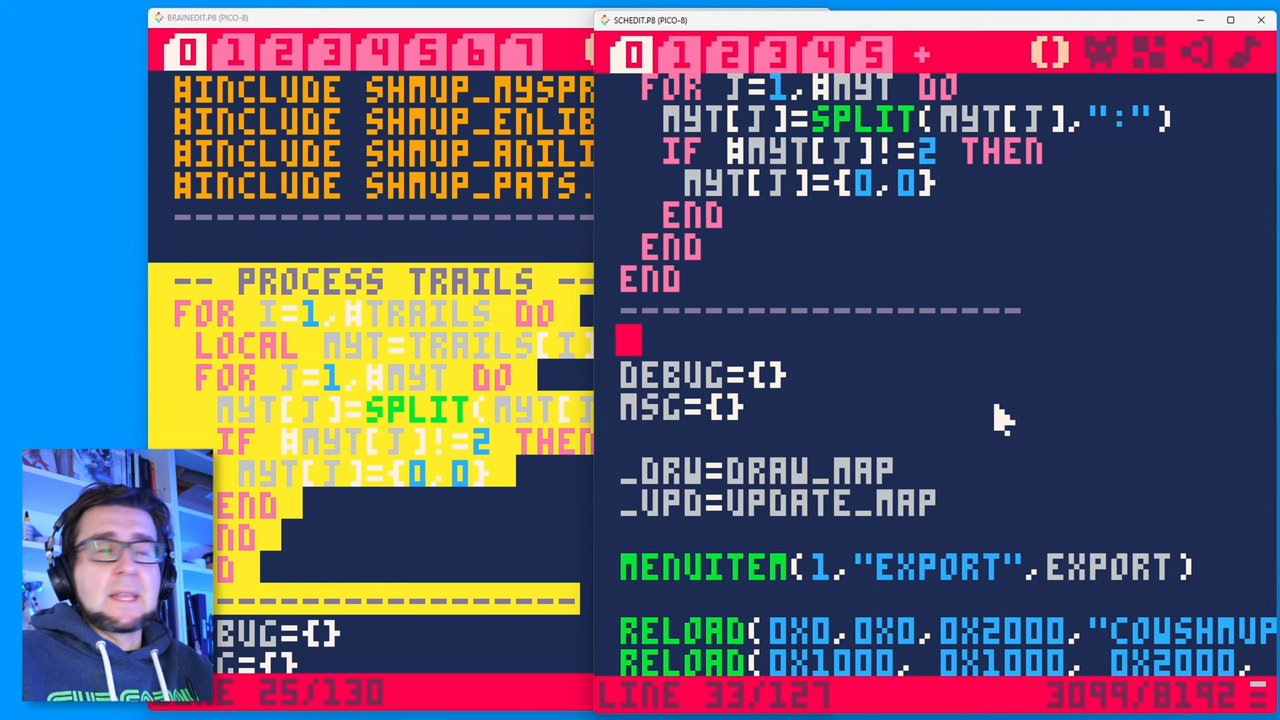 BRAINEDIT.P8 (PICO-8)
0 1 2 3 4 5 6 7
#INCLUDE SHMUP_MYSPR
#INCLUDE SHMUP_ENLIB
#INCLUDE SHMUP_ANILI
#INCLUDE SHMUP_PATS.
-- PROCESS TRAILS --
FOR I=1,#TRAILS DO
LOCAL MYT=TRAILS[I]
FOR J=1,#MYT DO
MYT[J]=SPLIT(MYT[J
IF #MYT[J]!=2 THEN
MYT[J]={0,0}
END
ND
D
--------------------
BUG={}
G={}
LINE 25/130
SCHEDIT.P8 (PICO-8)
0 1 2 3 4 5 +
FOR J=1,#MYT DO
MYT[J]=SPLIT(MYT[J],":")
IF #MYT[J]!=2 THEN
MYT[J]={0,0}
END
END
END
-------------------
DEBUG={}
MSG={}
_DRW=DRAW_MAP
_UPD=UPDATE_MAP
MENUITEM(1,"EXPORT",EXPORT)
RELOAD(0X0,0X0,0X2000,"COWSHMUP
RELOAD(0X1000, 0X1000, 0X2000,
LINE 33/127
3099/8192